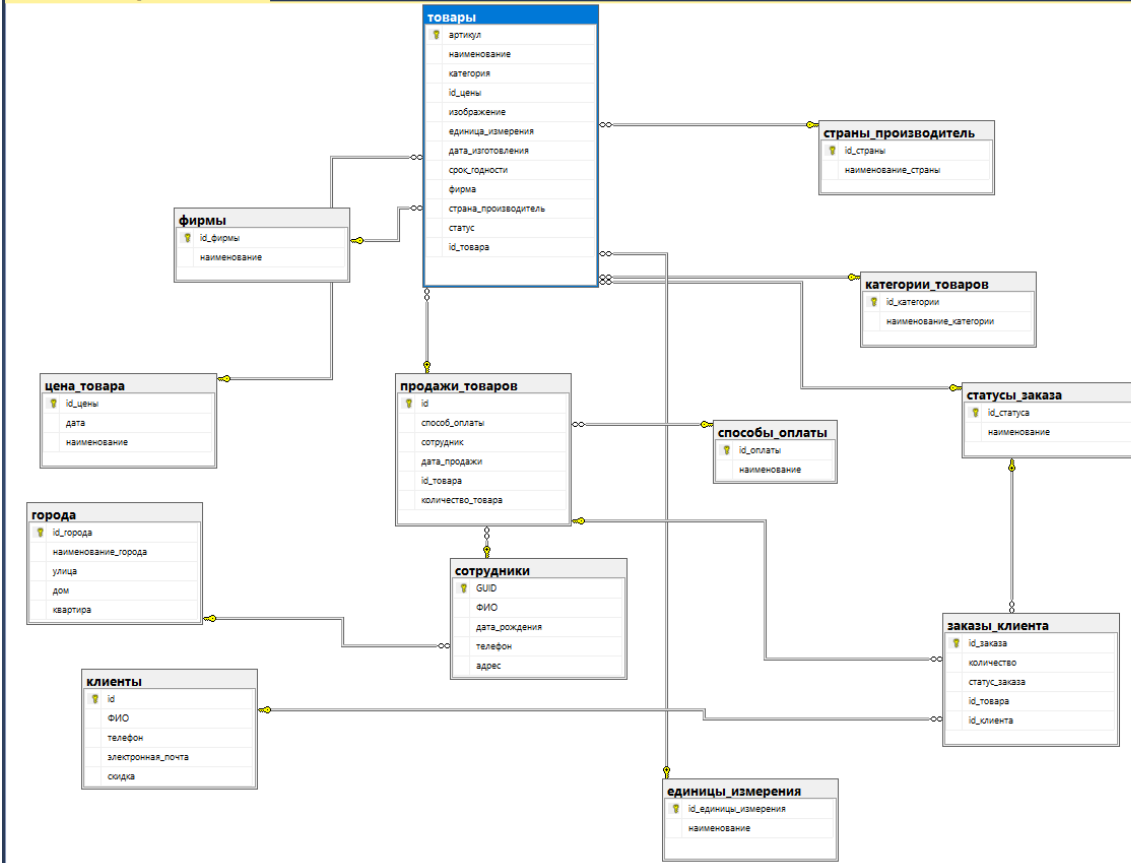 товары
артикул
наименование
категория
id_цены
изображение
единица_измерения
дата_изготовления
срок_годности
фирма
страна_производитель
статус
id_товара
страны_производитель
id_страны
наименование_страны
фирмы
id_фирмы
наименование
категории_товаров
id_категории
наименование_категории
цена_товара
id_цены
дата
наименование
продажи_товаров
id
способ_оплаты
сотрудник
дата_продажи
id_товара
количество_товара
способы_оплаты
id_оплаты
наименование
статусы_заказа
id_статуса
наименование
города
id_города
наименование_города
улица
дом
квартира
сотрудники
GUID
ФИО
дата_рождения
телефон
адрес
заказы_клиента
id_заказа
количество
статус_заказа
id_товара
id_клиента
клиенты
id
ФИО
телефон
электронная_почта
скидка
единицы_измерения
id_единицы_измерения
наименование